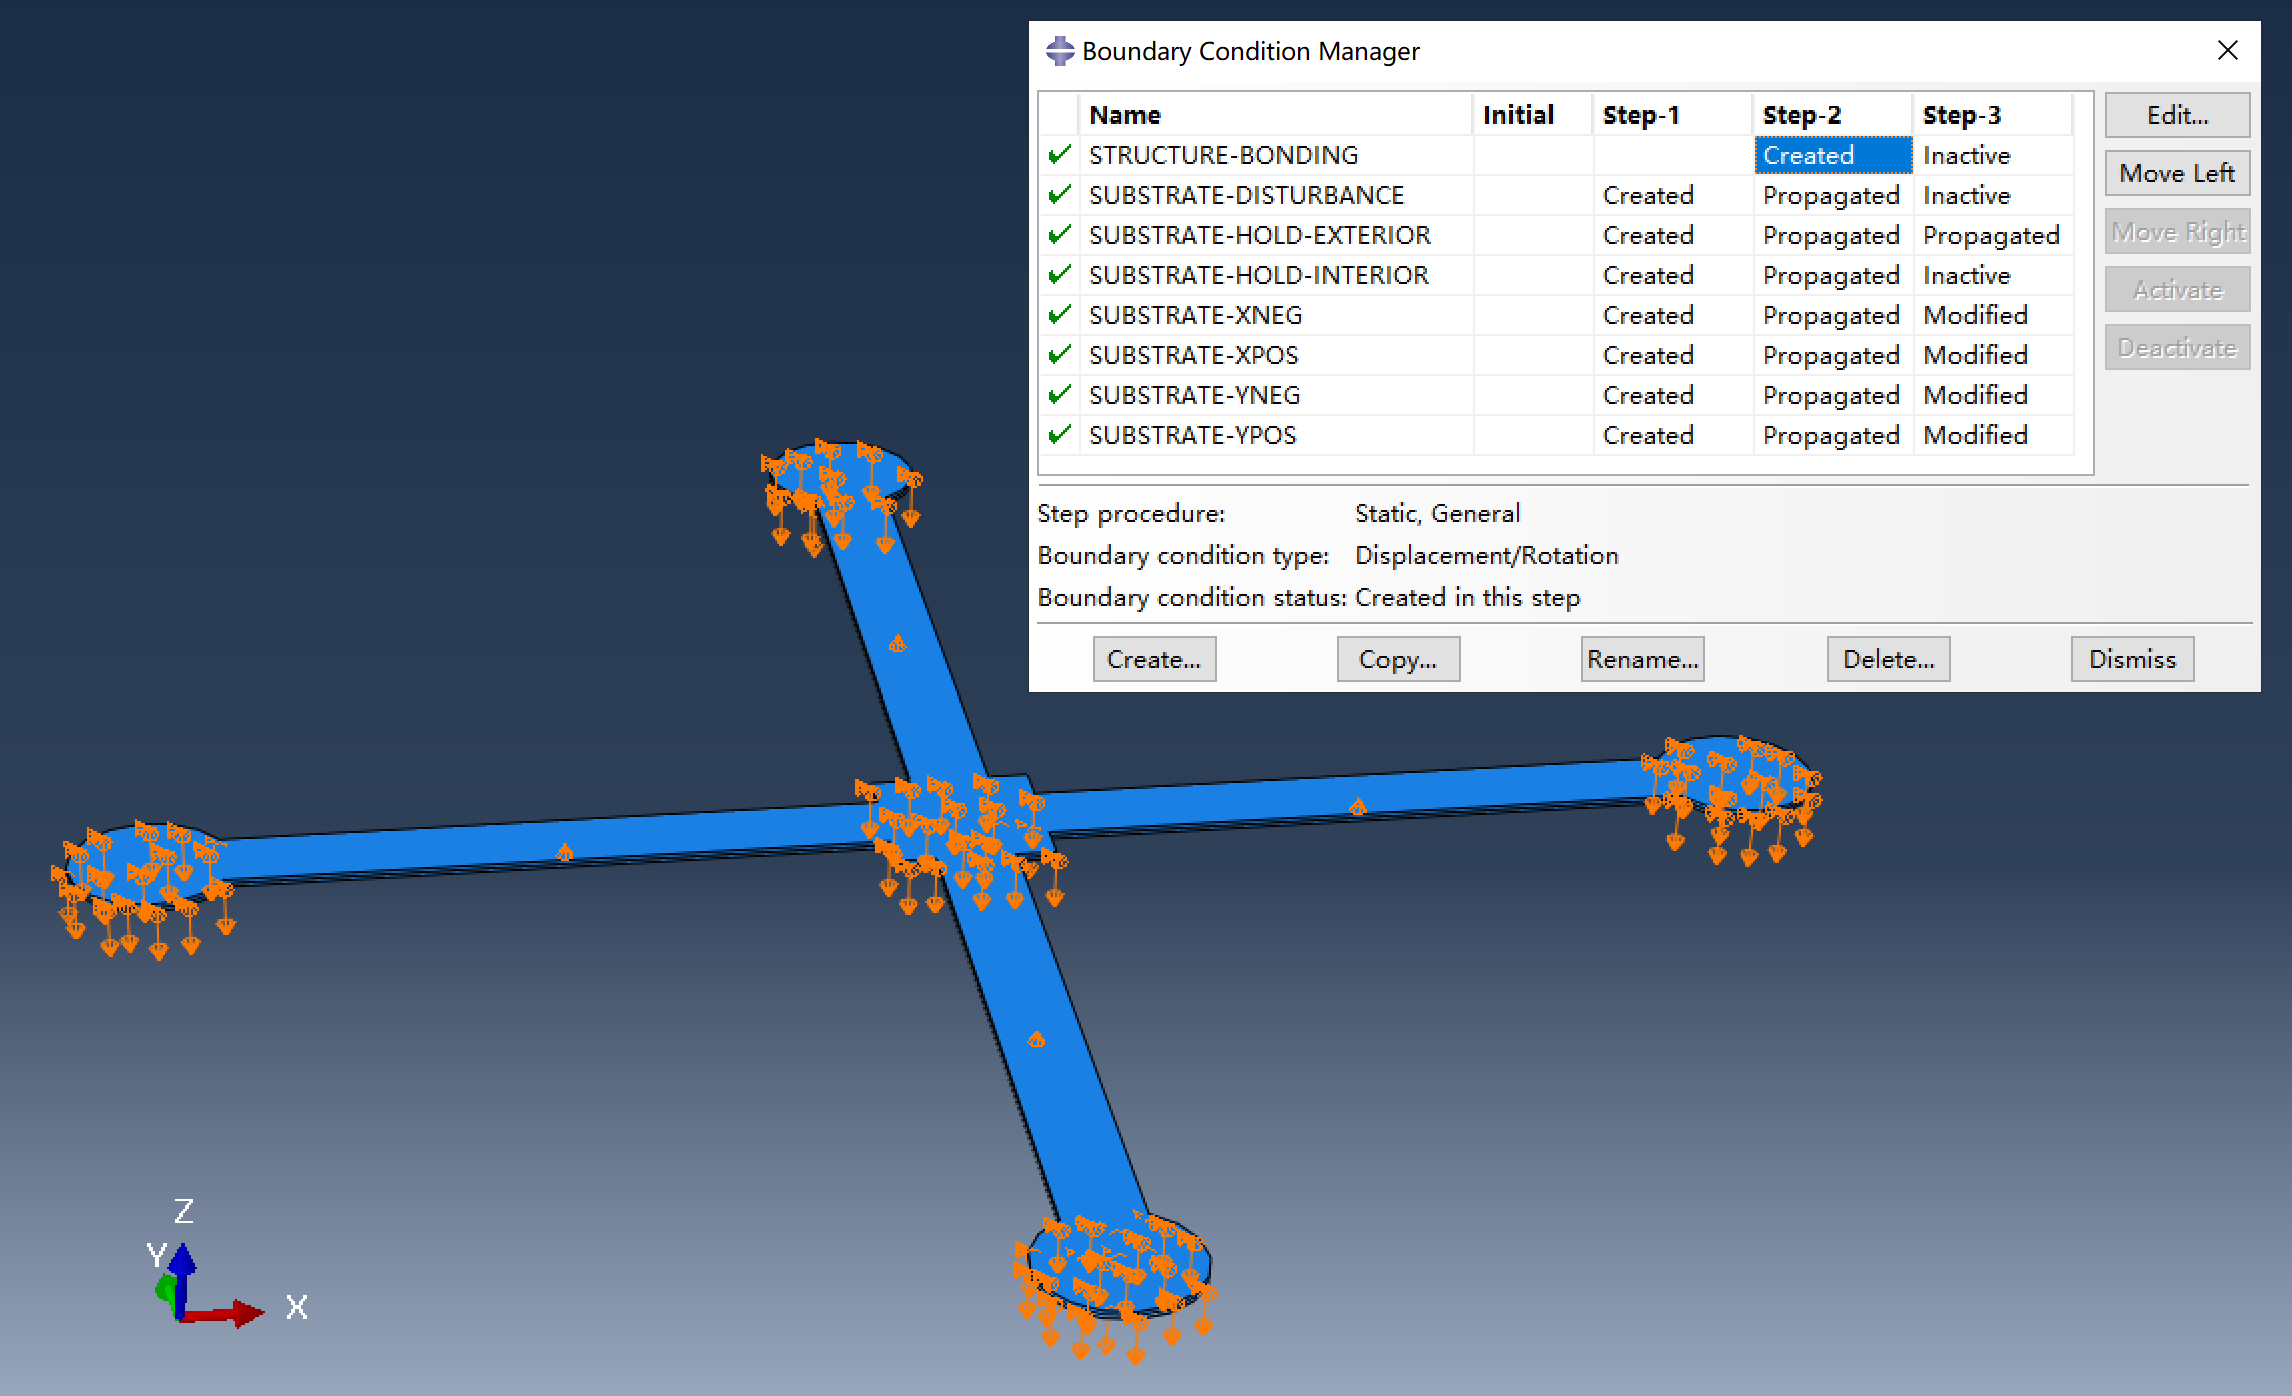 Boundary Condition Manager
Name Initial Step-1 Step-2 Step-3
STRUCTURE-BONDING Created Inactive
SUBSTRATE-DISTURBANCE Created Propagated Inactive
SUBSTRATE-HOLD-EXTERIOR Created Propagated Propagated
SUBSTRATE-HOLD-INTERIOR Created Propagated Inactive
SUBSTRATE-XNEG Created Propagated Modified
SUBSTRATE-XPOS Created Propagated Modified
SUBSTRATE-YNEG Created Propagated Modified
SUBSTRATE-YPOS Created Propagated Modified
Edit...
Move Left
Move Right
Activate
Deactivate
Step procedure: Static, General
Boundary condition type: Displacement/Rotation
Boundary condition status: Created in this step
Create... Copy... Rename... Delete... Dismiss
Z
Y
X